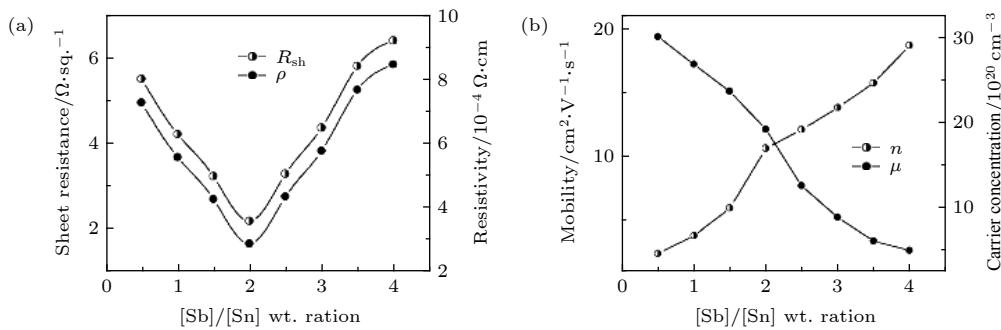 (a)
Sheet resistance/Ω·sq.⁻¹
6
4
2
R_sh
ρ
10
8
6
4
2
Resistivity/10⁻⁴ Ω·cm
0 1 2 3 4
[Sb]/[Sn] wt. ration
(b)
Mobility/cm²·V⁻¹·s⁻¹
20
10
n
μ
30
20
10
Carrier concentration/10²⁰ cm⁻³
0 1 2 3 4
[Sb]/[Sn] wt. ration